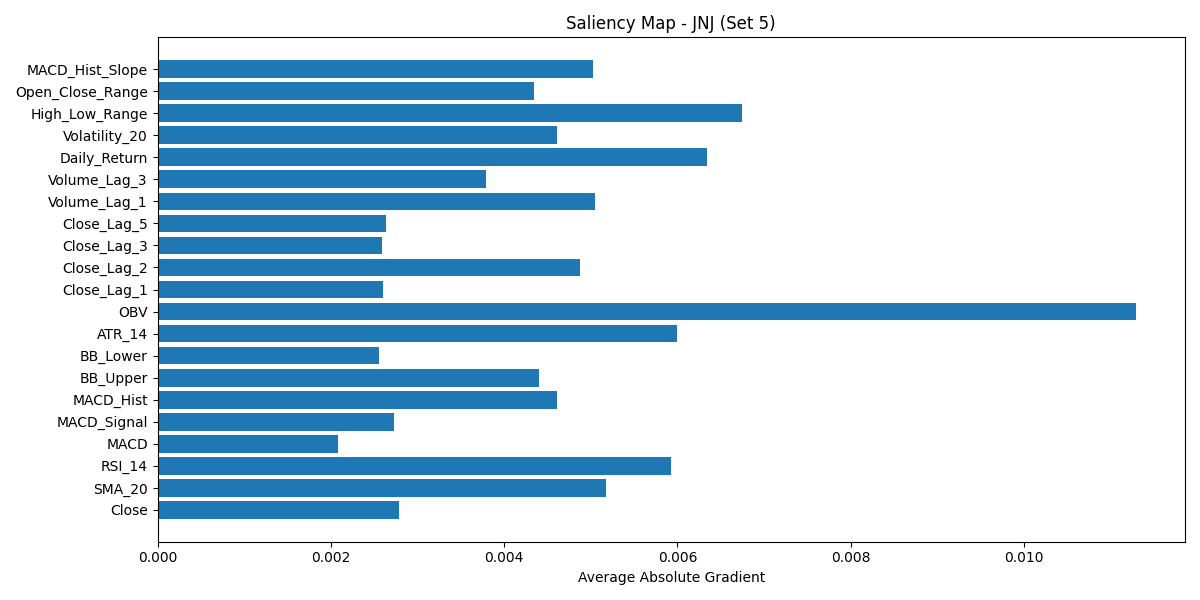 Saliency Map - JNJ (Set 5)
MACD_Hist_Slope
Open_Close_Range
High_Low_Range
Volatility_20
Daily_Return
Volume_Lag_3
Volume_Lag_1
Close_Lag_5
Close_Lag_3
Close_Lag_2
Close_Lag_1
OBV
ATR_14
BB_Lower
BB_Upper
MACD_Hist
MACD_Signal
MACD
RSI_14
SMA_20
Close
0.000 0.002 0.004 0.006 0.008 0.010
Average Absolute Gradient